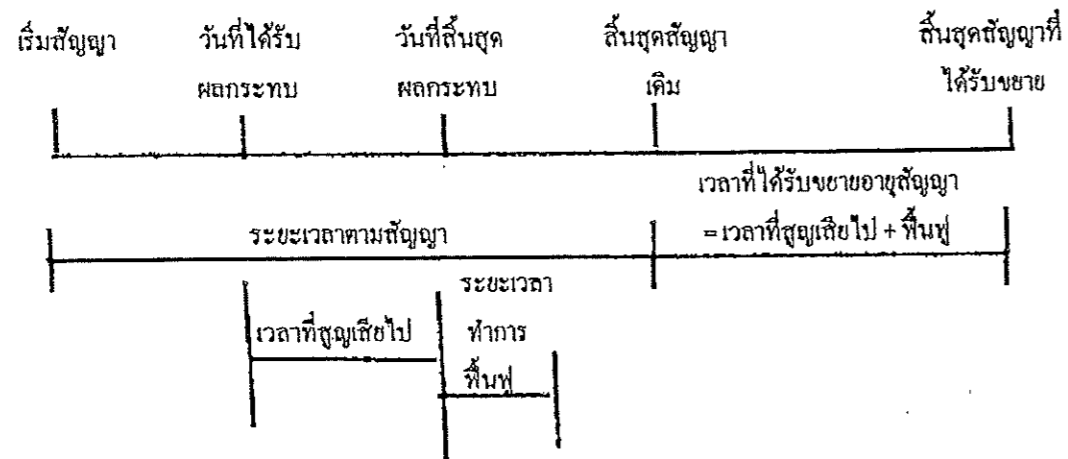 เริ่มสัญญา
วันที่ได้รับ
ผลกระทบ
วันที่สิ้นสุด
ผลกระทบ
สิ้นสุดสัญญา
เดิม
สิ้นสุดสัญญาที่
ได้รับขยาย
เวลาที่ได้รับขยายอายุสัญญา
= เวลาที่สูญเสียไป + ฟื้นฟู
ระยะเวลาตามสัญญา
ระยะเวลา
ทำการ
ฟื้นฟู
เวลาที่สูญเสียไป